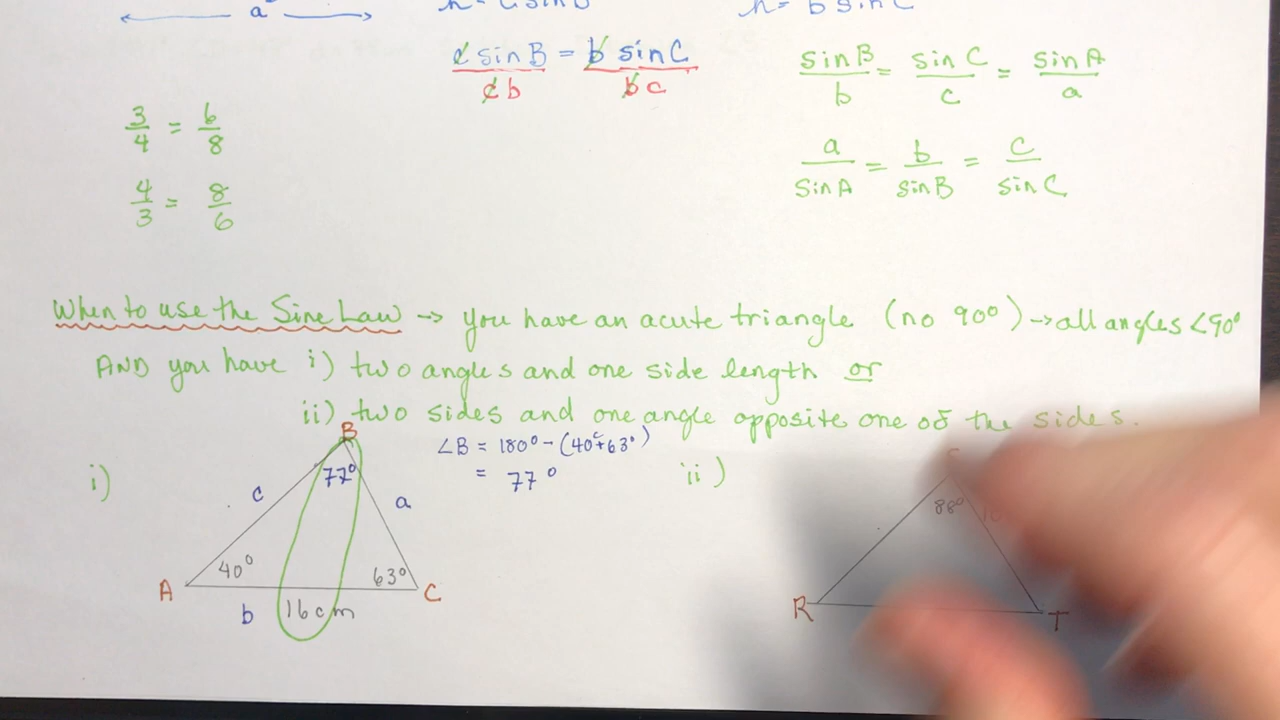 a
c sin B = b sin C
c b b c
sin B = sin C = sin A
b c a
3 = 6
4 8
a = b = c
sin A sin B sin C
4 = 8
3 6
When to use the Sine Law → you have an acute triangle (no 90°) → all angles < 90°
AND you have i) two angles and one side length or
ii) two sides and one angle opposite one of the sides.
B
∠B = 180° - (40°+63°)
= 77°
i)
77°
c
a
ii)
88°
40°
63°
A
C
b
16cm
R
T